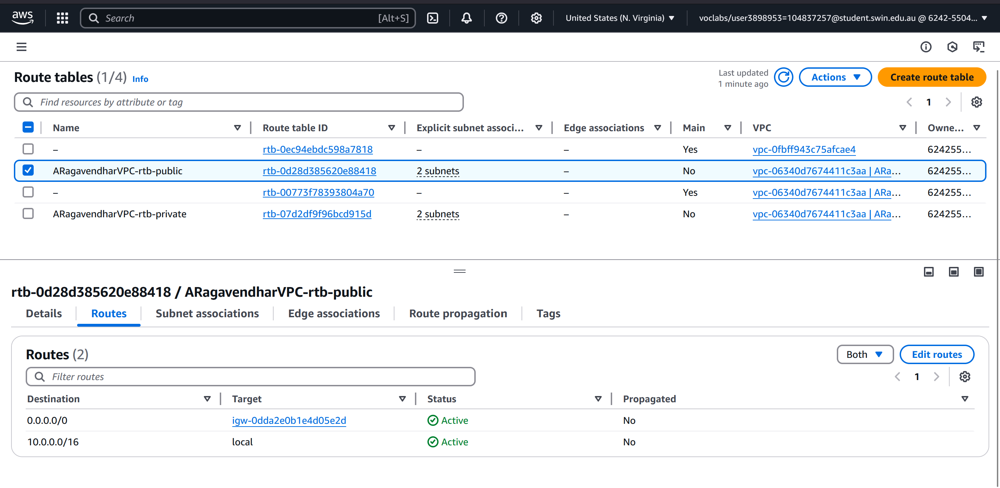 aws Search [Alt+S] United States (N. Virginia) voclabs/user3898953=104837257@student.swin.edu.au @ 6242-5504...
Route tables (1/4) Info Last updated 1 minute ago Actions Create route table
Find resources by attribute or tag 1
Name Route table ID Explicit subnet associ... Edge associations Main VPC Owne...
– rtb-0ec94ebdc598a7818 – – Yes vpc-0fbff943c75afcae4 624255...
ARagavendharVPC-rtb-public rtb-0d28d385620e88418 2 subnets – No vpc-06340d7674411c3aa | ARa... 624255...
– rtb-00773f78393804a70 – – Yes vpc-06340d7674411c3aa | ARa... 624255...
ARagavendharVPC-rtb-private rtb-07d2df9f96bcd915d 2 subnets – No vpc-06340d7674411c3aa | ARa... 624255...
rtb-0d28d385620e88418 / ARagavendharVPC-rtb-public
Details Routes Subnet associations Edge associations Route propagation Tags
Routes (2) Both Edit routes
Filter routes 1
Destination Target Status Propagated
0.0.0.0/0 igw-0dda2e0b1e4d05e2d Active No
10.0.0.0/16 local Active No